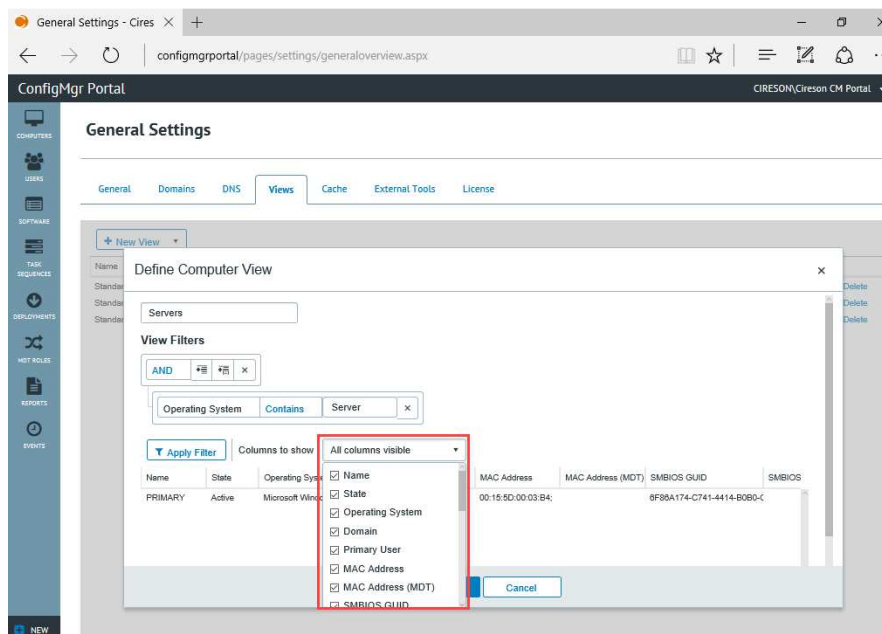 General Settings - Cires
configmgrportal/pages/settings/generaloverview.aspx
ConfigMgr Portal
CIRESON\Cireson CM Portal
COMPUTERS
USERS
SOFTWARE
TASK SEQUENCES
DEPLOYMENTS
MDT ROLES
REPORTS
EVENTS
NEW
General Settings
General Domains DNS Views Cache External Tools License
+ New View
Name
Standar
Standar
Standar
Delete
Delete
Delete
Define Computer View
Servers
View Filters
AND
Operating System Contains Server
Apply Filter Columns to show All columns visible
Name State Operating Syste MAC Address MAC Address (MDT) SMBIOS GUID SMBIOS
PRIMARY Active Microsoft Windo 00:15:5D:00:03:B4; 6F86A174-C741-4414-B0B0-
Name
State
Operating System
Domain
Primary User
MAC Address
MAC Address (MDT)
SMBIOS GUID
Cancel